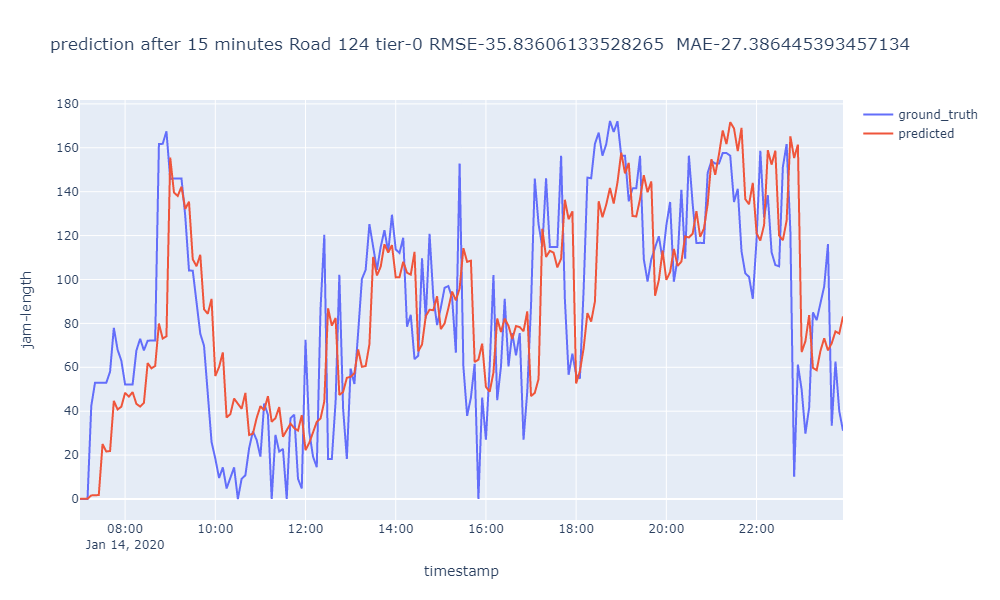 prediction after 15 minutes Road 124 tier-0 RMSE-35.83606133528265 MAE-27.386445393457134
ground_truth
predicted
jam-length
180
160
140
120
100
80
60
40
20
0
08:00 10:00 12:00 14:00 16:00 18:00 20:00 22:00
Jan 14, 2020
timestamp